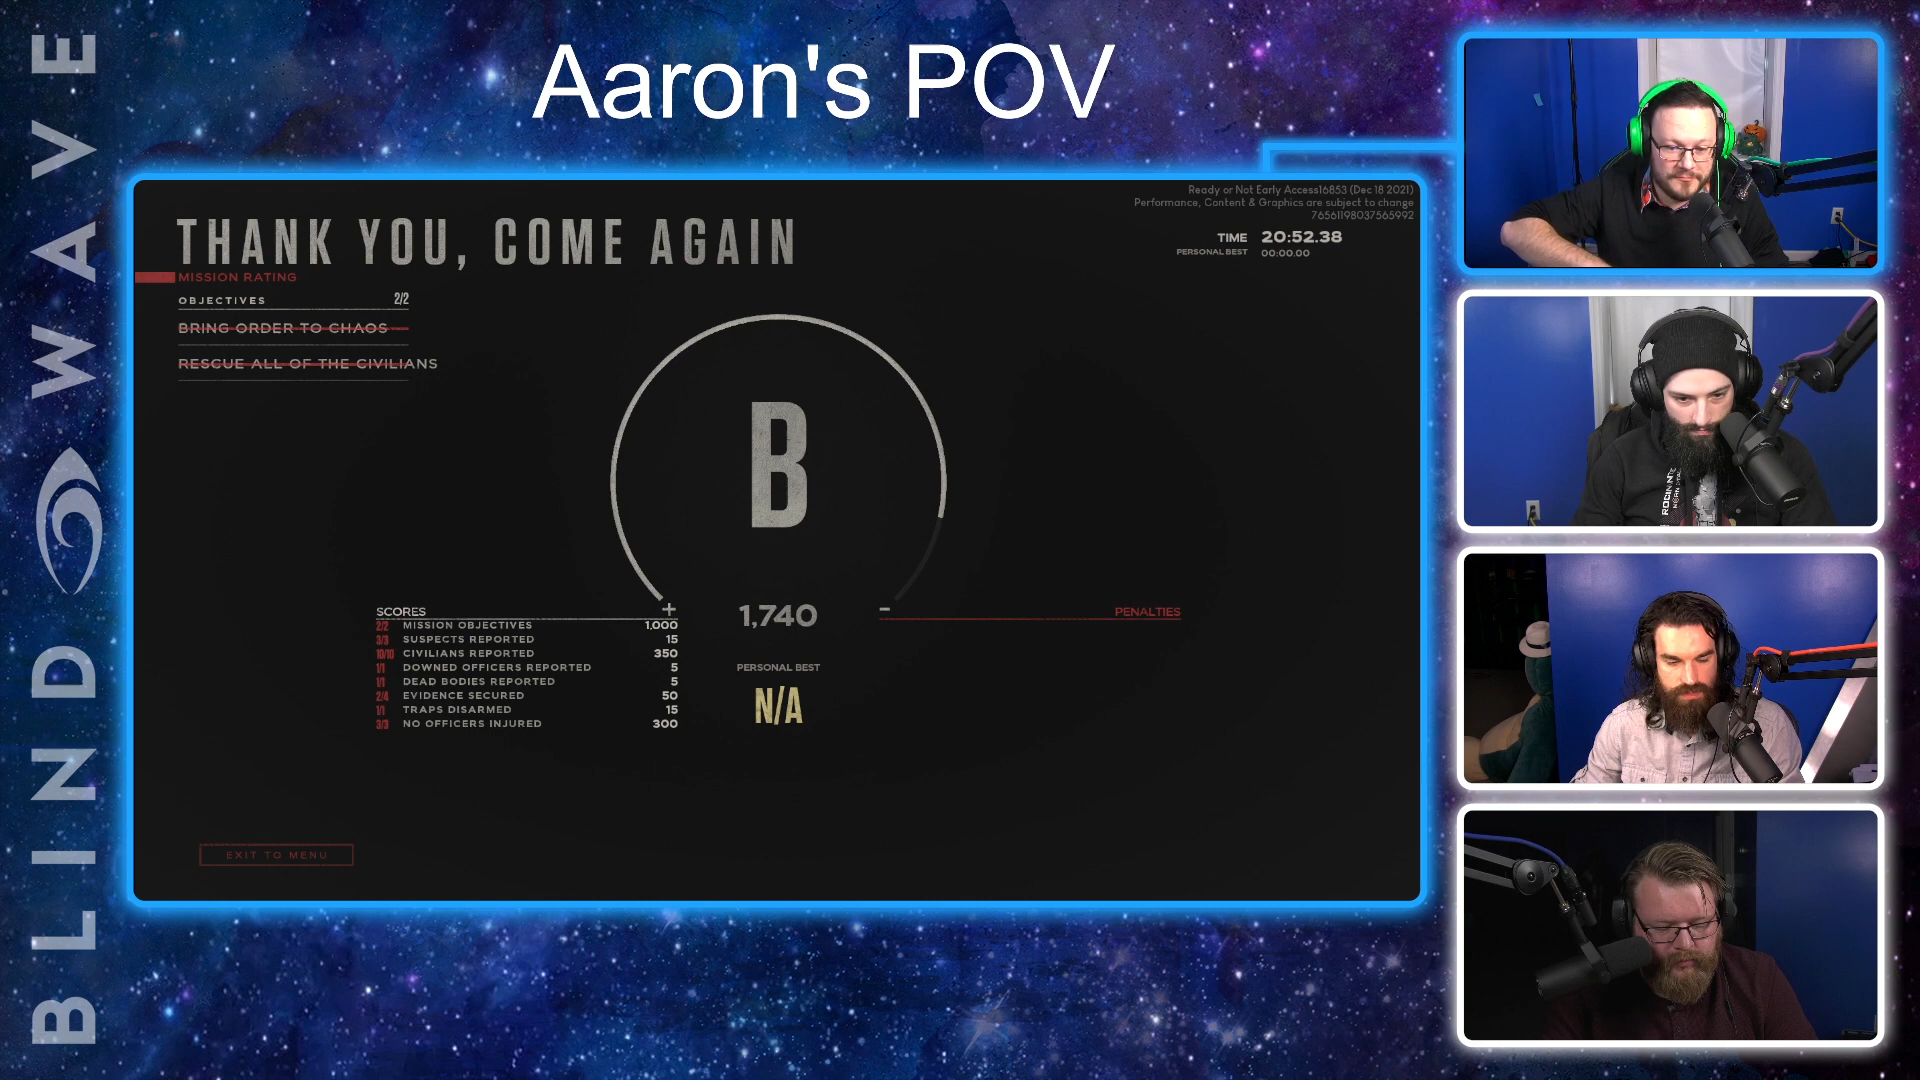 BLIND WAVE
Aaron's POV
Ready or Not Early Access16853 (Dec 18 2021)
Performance, Content & Graphics are subject to change
76561198037565992
THANK YOU, COME AGAIN
TIME 20:52.38
PERSONAL BEST 00:00.00
MISSION RATING
OBJECTIVES 2/2
BRING ORDER TO CHAOS
RESCUE ALL OF THE CIVILIANS
B
SCORES +
1,740
- PENALTIES
2/2 MISSION OBJECTIVES 1,000
3/3 SUSPECTS REPORTED 15
10/10 CIVILIANS REPORTED 350
1/1 DOWNED OFFICERS REPORTED 5
1/1 DEAD BODIES REPORTED 5
2/4 EVIDENCE SECURED 50
1/1 TRAPS DISARMED 15
3/3 NO OFFICERS INJURED 300
PERSONAL BEST
N/A
EXIT TO MENU